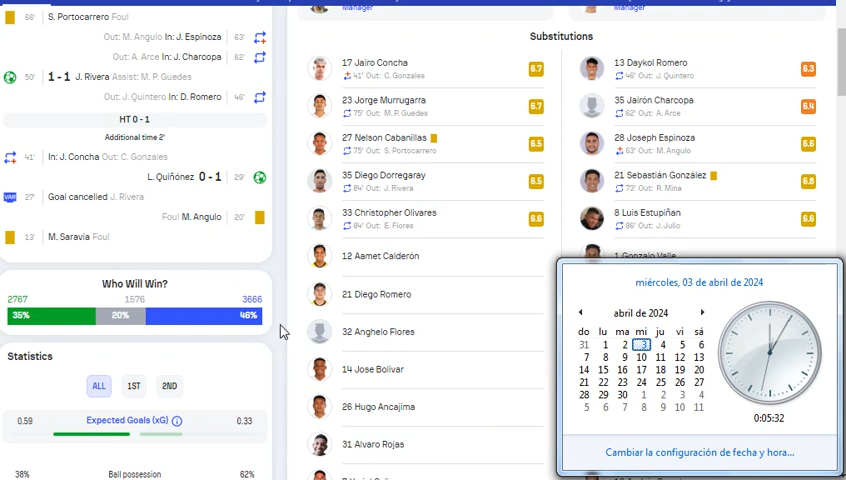 Manager
Manager
66' S. Portocarrero Foul
Out: M. Angulo In: J. Espinoza 63'
Out: A. Arce In: J. Charcopa 62'
50' 1-1 J. Rivera Assist: M. P. Guedes
Out: J. Quintero In: D. Romero 46'
HT 0 - 1
Additional time 2'
41' In: J. Concha Out: C. Gonzales
L. Quiñónez 0 - 1 29'
VAR 27' Goal cancelled J. Rivera
Foul M. Angulo 20'
13' M. Saravia Foul
Who Will Win?
2767 1576 3666
35% 20% 46%
Statistics
ALL 1ST 2ND
0.59 Expected Goals (xG) 0.33
38% Ball possession 62%
Substitutions
17 Jairo Concha
41' Out: C. Gonzales
6.7
23 Jorge Murrugarra
75' Out: M. P. Guedes
6.7
27 Nelson Cabanillas
75' Out: S. Portocarrero
6.5
35 Diego Dorregaray
84' Out: J. Rivera
6.5
33 Christopher Olivares
84' Out: E. Flores
6.6
12 Aamet Calderón
21 Diego Romero
32 Anghelo Flores
14 Jose Bolivar
26 Hugo Ancajima
31 Alvaro Rojas
13 Daykol Romero
46' Out: J. Quintero
6.3
35 Jairón Charcopa
62' Out: A. Arce
6.4
28 Joseph Espinoza
63' Out: M. Angulo
6.6
21 Sebastián González
73' Out: R. Mina
6.8
8 Luis Estupiñan
86' Out: J. Julio
6.6
1 Gonzalo Valle
miércoles, 03 de abril de 2024
abril de 2024
do lu ma mi ju vi sá
31 1 2 3 4 5 6
7 8 9 10 11 12 13
14 15 16 17 18 19 20
21 22 23 24 25 26 27
28 29 30 1 2 3 4
5 6 7 8 9 10 11
0:05:32
Cambiar la configuración de fecha y hora...